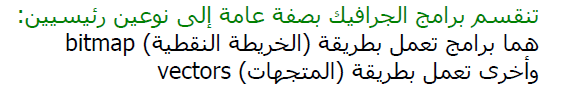 تنقسم برامج الجرافيك بصفة عامة إلى نوعين رئيسيين:
هما برامج تعمل بطريقة (الخريطة النقطية) bitmap
وأخرى تعمل بطريقة (المتجهات) vectors